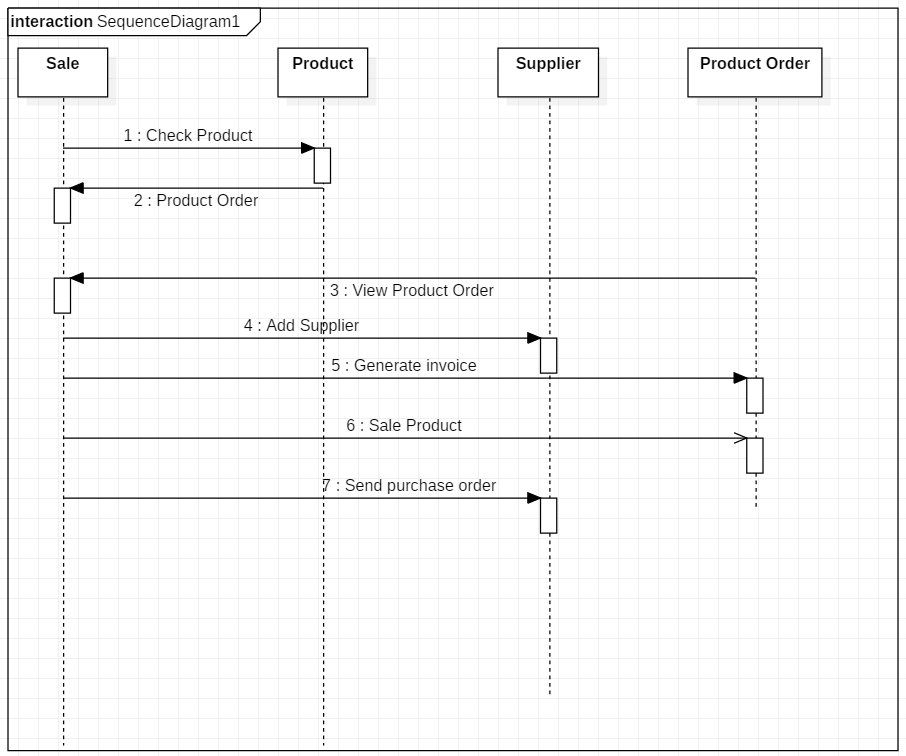 interaction SequenceDiagram1
Sale
Product
Supplier
Product Order
1 : Check Product
2 : Product Order
3 : View Product Order
4 : Add Supplier
5 : Generate invoice
6 : Sale Product
7 : Send purchase order